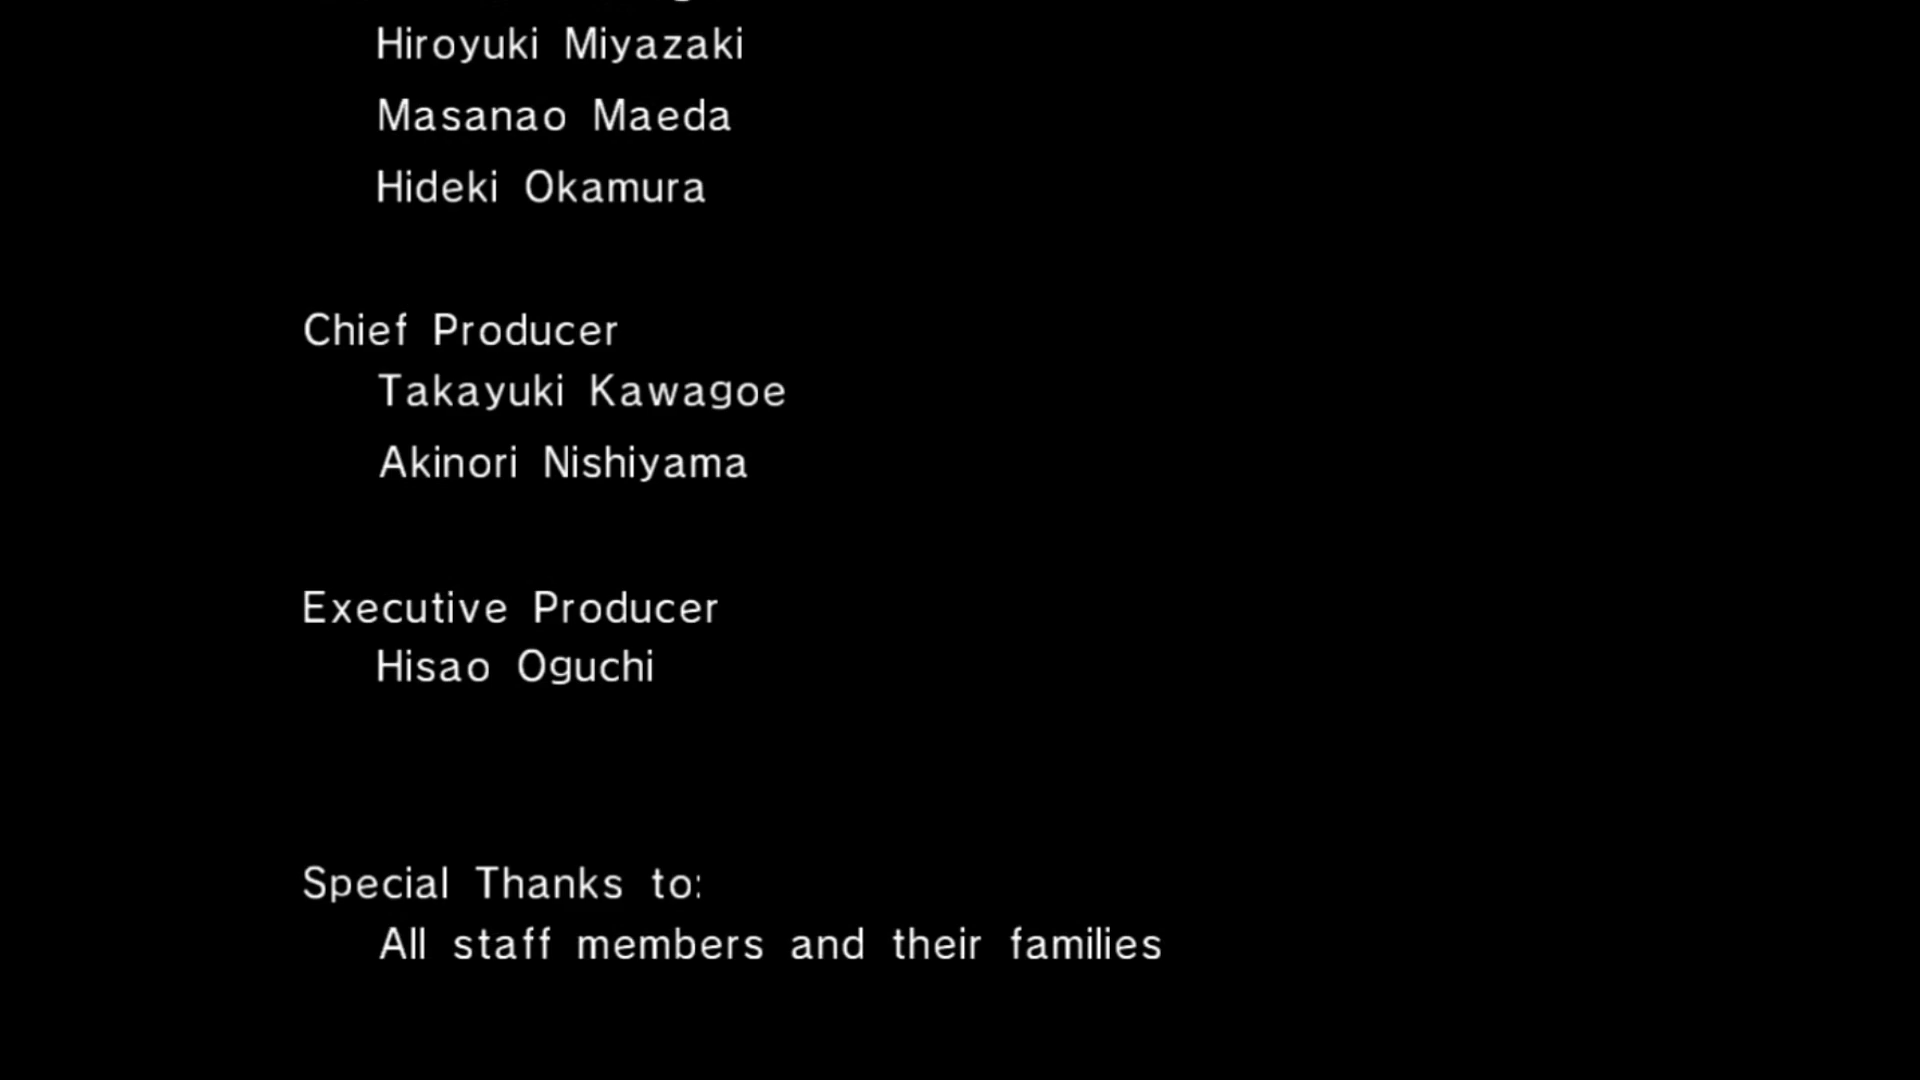 Hiroyuki Miyazaki
Masanao Maeda
Hideki Okamura
Chief Producer
Takayuki Kawagoe
Akinori Nishiyama
Executive Producer
Hisao Oguchi
Special Thanks to:
All staff members and their families